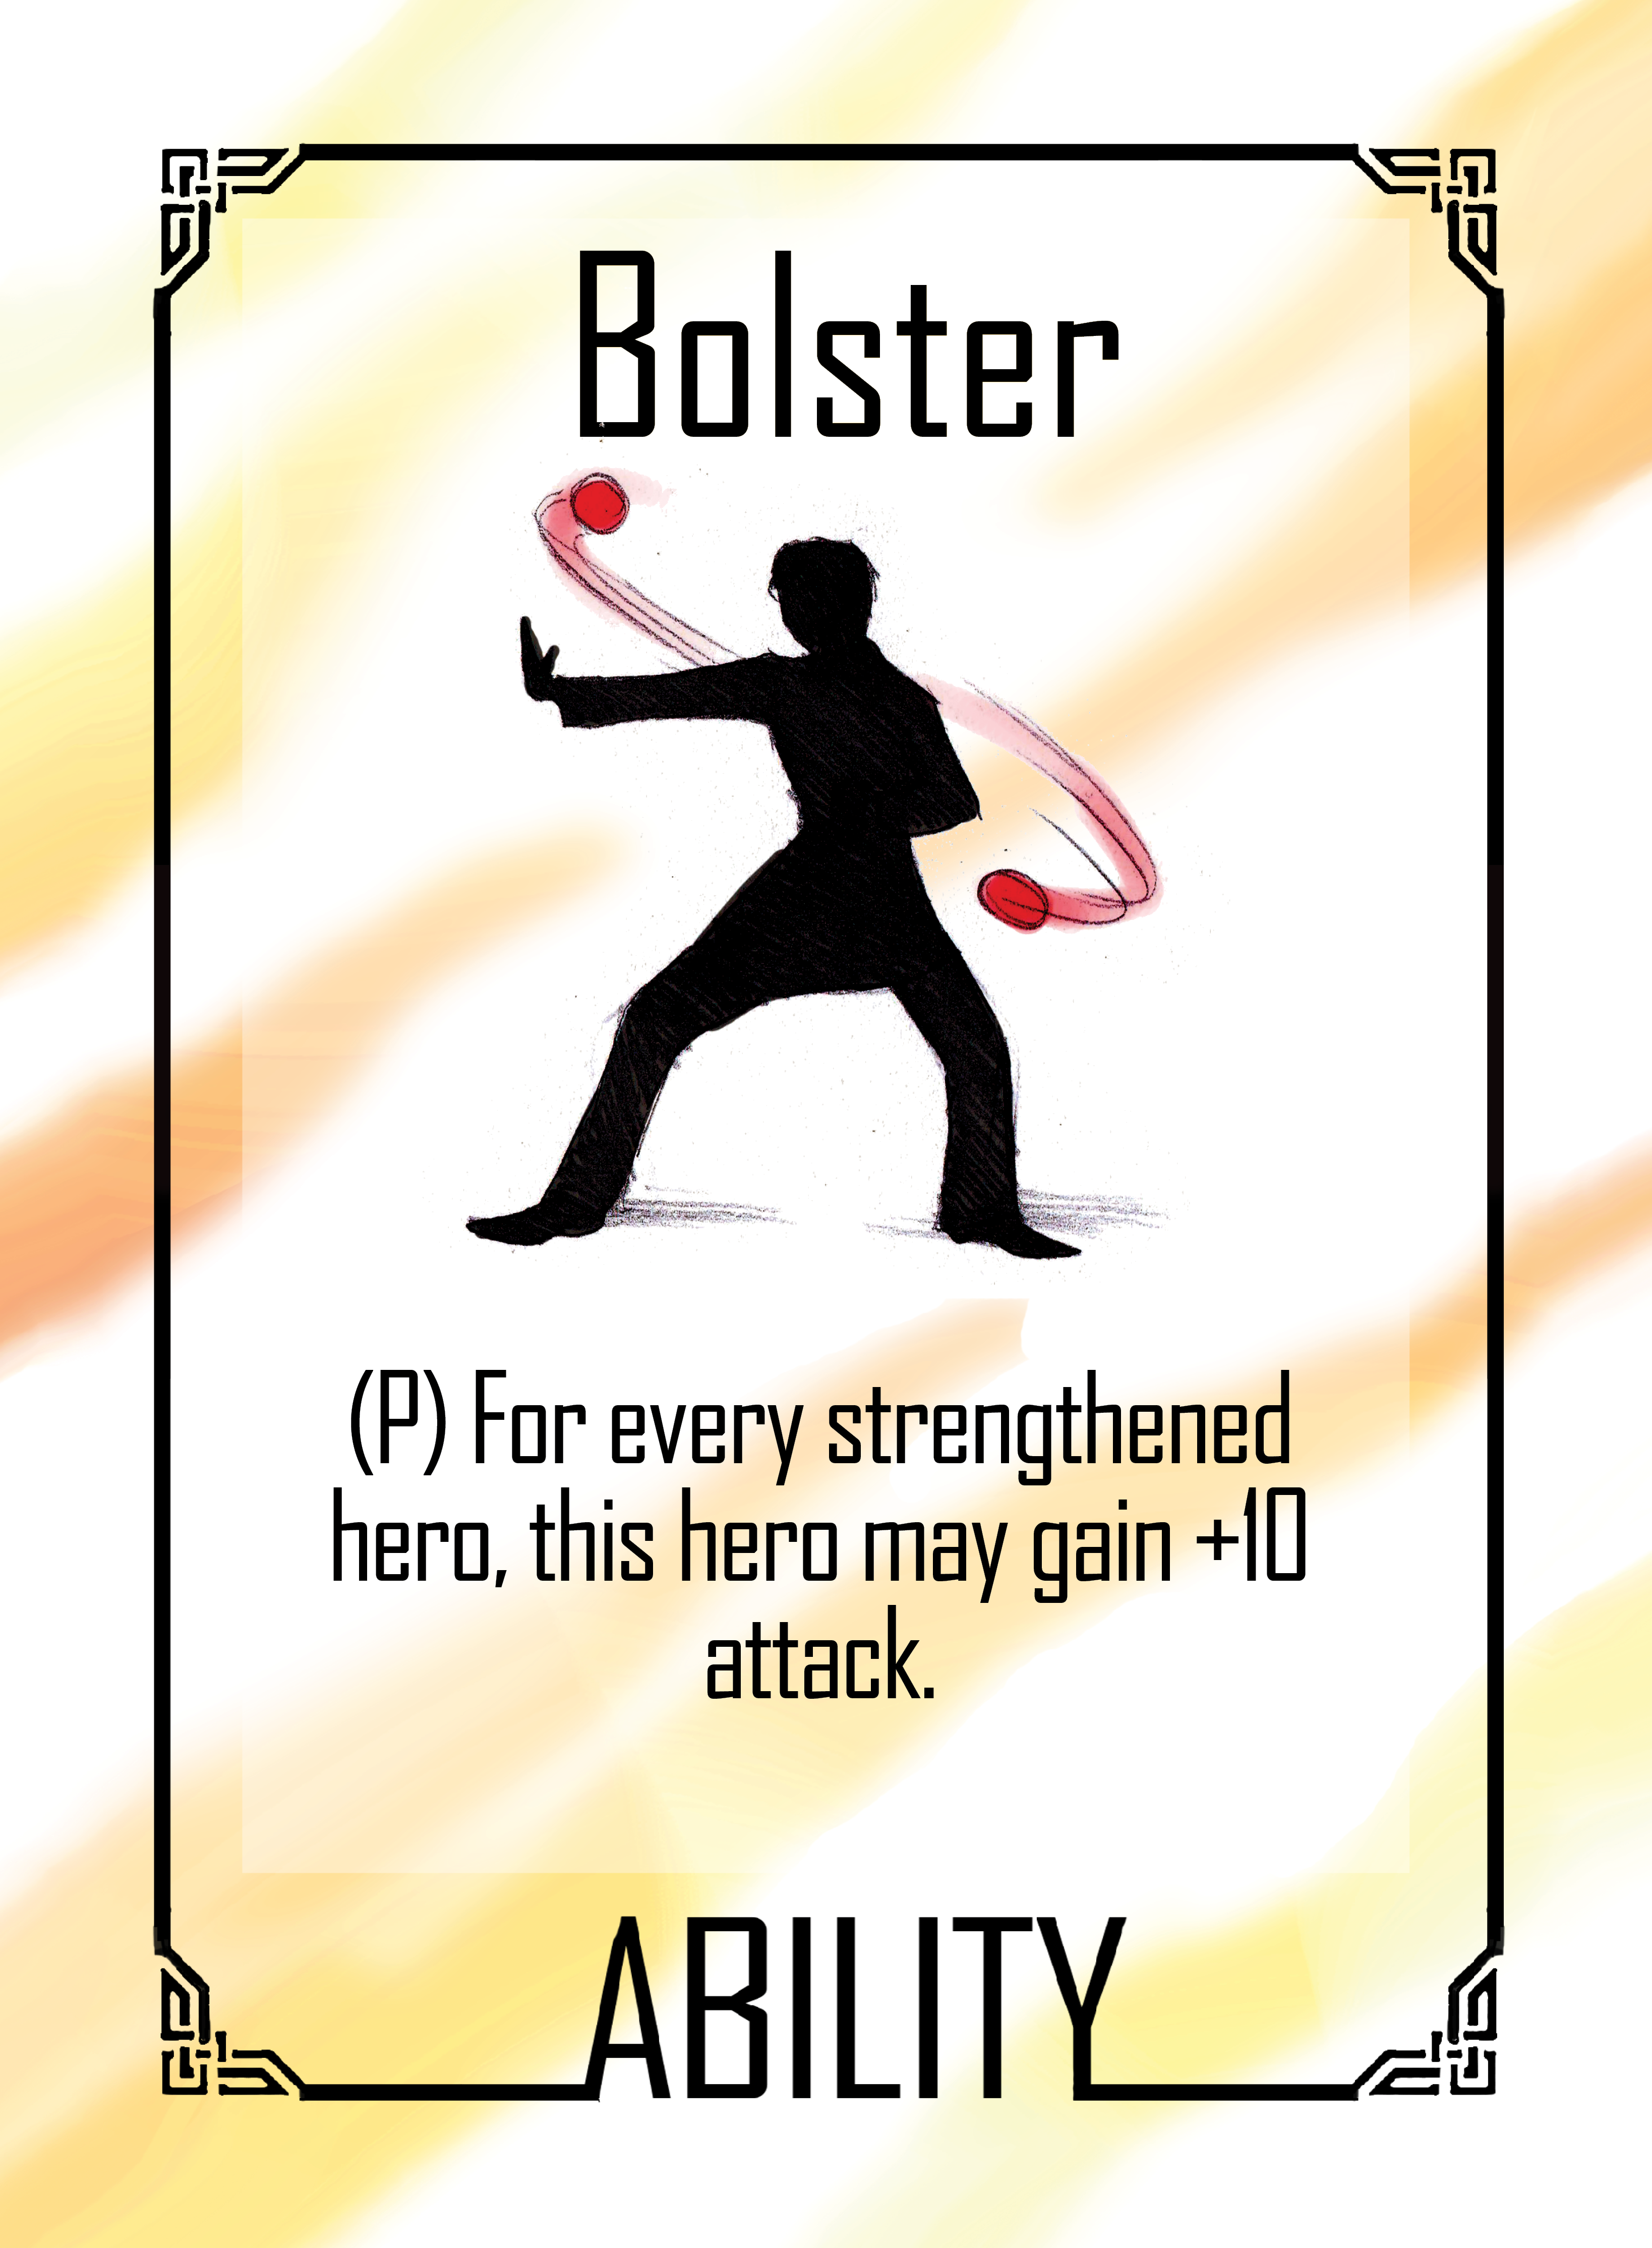 Bolster
(P) For every strengthened
hero, this hero may gain +10
attack.
ABILITY